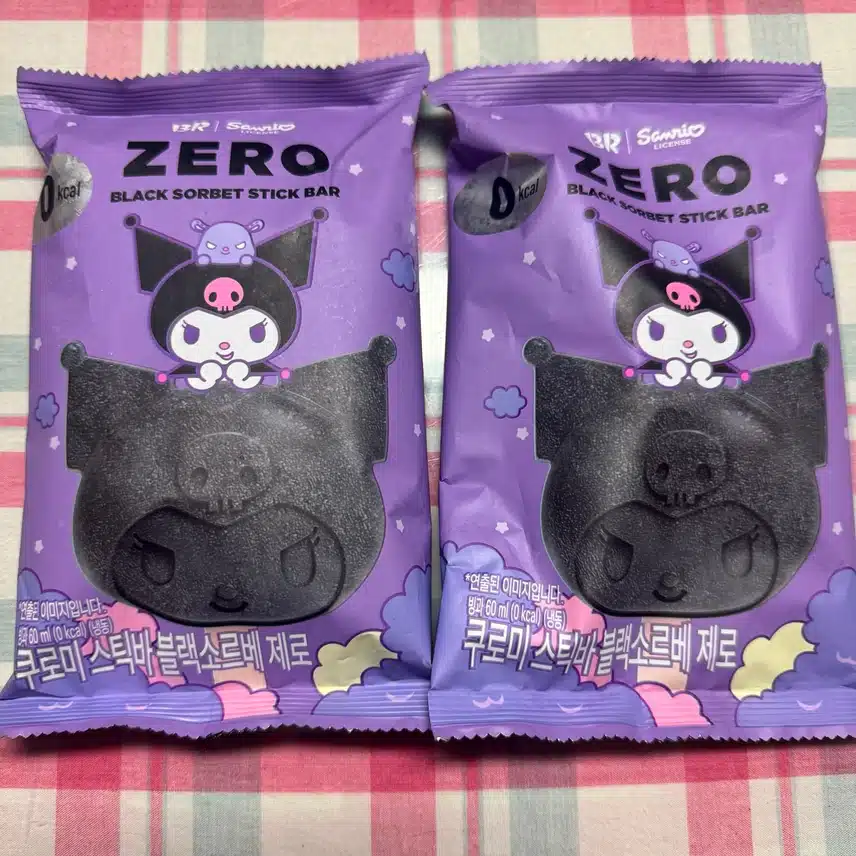 BR | Sanrio
LICENSE
ZERO
0 kcal
BLACK SORBET STICK BAR
*연출된 이미지입니다.
빙과 60 ml (0 kcal) (냉동)
쿠로미 스틱바 블랙소르베 제로
BR | Sanrio
LICENSE
ZERO
0 kcal
BLACK SORBET STICK BAR
*연출된 이미지입니다.
빙과 60 ml (0 kcal) (냉동)
쿠로미 스틱바 블랙소르베 제로